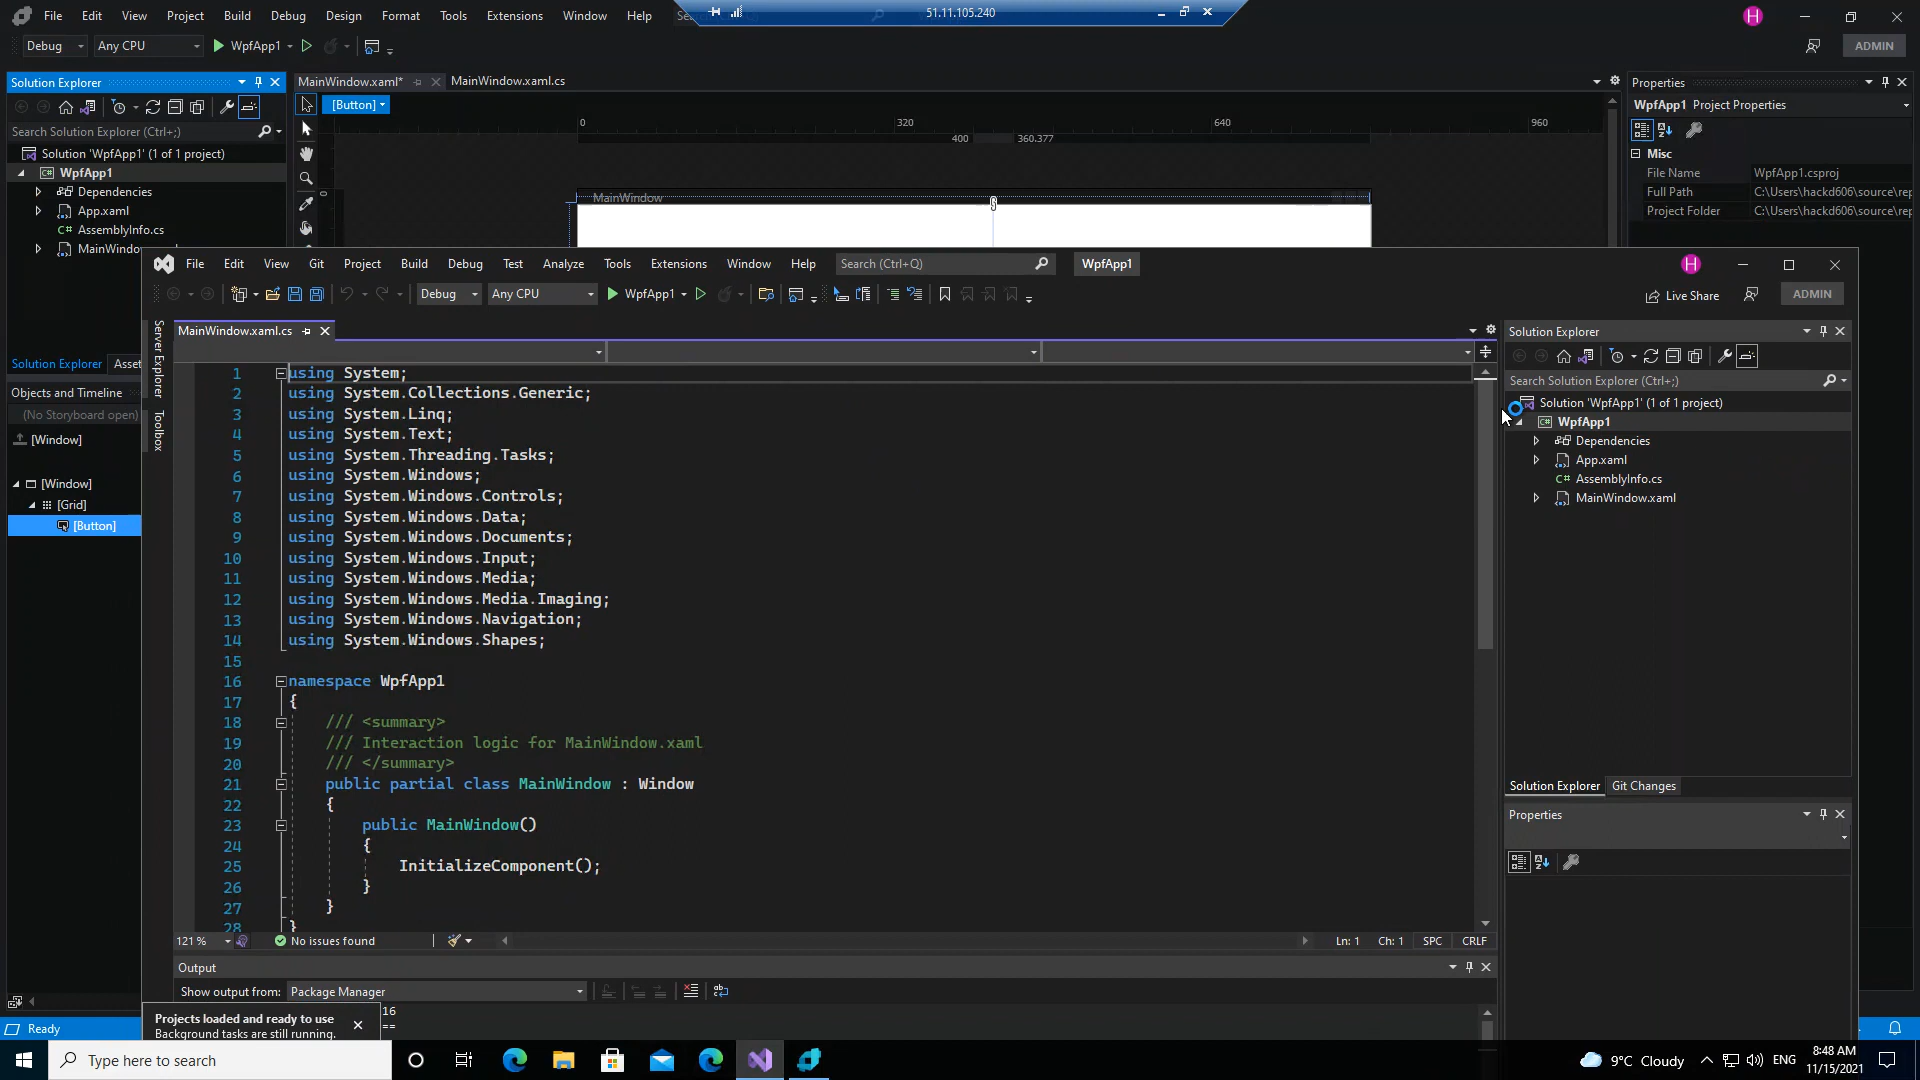 File Edit View Project Build Debug Design Format Tools Extensions Window Help
51.11.105.240
H
Debug Any CPU WpfApp1
ADMIN
Solution Explorer
MainWindow.xaml*
MainWindow.xaml.cs
Properties
[Button]
WpfApp1 Project Properties
Search Solution Explorer (Ctrl+;)
0 320 640 960
400 360.377
Solution 'WpfApp1' (1 of 1 project)
Misc
WpfApp1
File Name WpfApp1.csproj
Dependencies
Full Path C:\Users\hackd606\source\rep
App.xaml
Project Folder C:\Users\hackd606\source\rep
AssemblyInfo.cs
MainWindow
MainWindo
Solution Explorer Asset
Objects and Timeline
(No Storyboard open)
[Window]
[Window]
[Grid]
[Button]
Ready
File Edit View Git Project Build Debug Test Analyze Tools Extensions Window Help
Search (Ctrl+Q)
WpfApp1
H
Debug Any CPU WpfApp1
Live Share
ADMIN
Server Explorer
Toolbox
MainWindow.xaml.cs
1 using System;
2 using System.Collections.Generic;
3 using System.Linq;
4 using System.Text;
5 using System.Threading.Tasks;
6 using System.Windows;
7 using System.Windows.Controls;
8 using System.Windows.Data;
9 using System.Windows.Documents;
10 using System.Windows.Input;
11 using System.Windows.Media;
12 using System.Windows.Media.Imaging;
13 using System.Windows.Navigation;
14 using System.Windows.Shapes;
15
16 namespace WpfApp1
17 {
18 /// <summary>
19 /// Interaction logic for MainWindow.xaml
20 /// </summary>
21 public partial class MainWindow : Window
22 {
23 public MainWindow()
24 {
25 InitializeComponent();
26 }
27 }
28 }
121 % No issues found
Ln: 1 Ch: 1 SPC CRLF
Output
Show output from: Package Manager
16
==
Projects loaded and ready to use
Background tasks are still running.
Solution Explorer
Search Solution Explorer (Ctrl+;)
Solution 'WpfApp1' (1 of 1 project)
WpfApp1
Dependencies
App.xaml
AssemblyInfo.cs
MainWindow.xaml
Solution Explorer Git Changes
Properties
Type here to search
9°C Cloudy
ENG
8:48 AM
11/15/2021